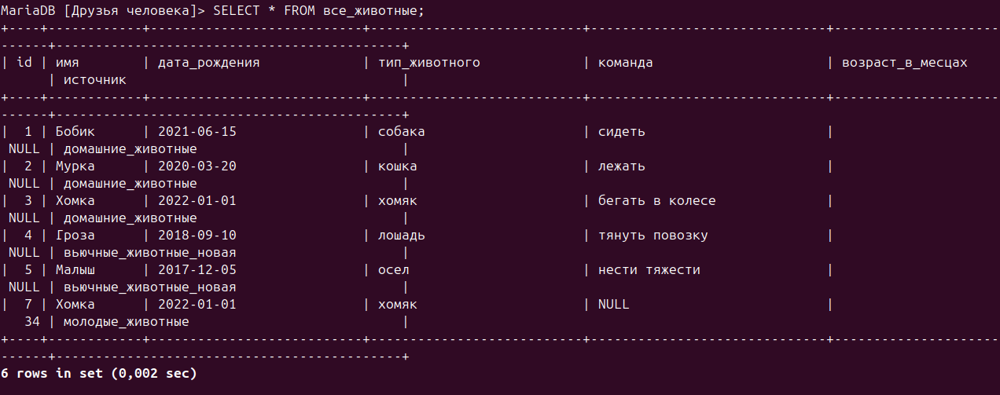 MariaDB [Друзья человека]> SELECT * FROM все_животные;
+----+------------+---------------------------+---------------------------+------------------------------+---------------------
------+--------------------------------------------+
| id | имя        | дата_рождения             | тип_животного             | команда                      | возраст_в_месцах
      | источник                                   |
+----+------------+---------------------------+---------------------------+------------------------------+---------------------
------+--------------------------------------------+
|  1 | Бобик      | 2021-06-15                | собака                    | сидеть                       |
 NULL | домашние_животные                          |
|  2 | Мурка      | 2020-03-20                | кошка                     | лежать                       |
 NULL | домашние_животные                          |
|  3 | Хомка      | 2022-01-01                | хомяк                     | бегать в колесе              |
 NULL | домашние_животные                          |
|  4 | Гроза      | 2018-09-10                | лошадь                    | тянуть повозку               |
 NULL | вьючные_животные_новая                     |
|  5 | Малыш      | 2017-12-05                | осел                      | нести тяжести                |
 NULL | вьючные_животные_новая                     |
|  7 | Хомка      | 2022-01-01                | хомяк                     | NULL                         |
   34 | молодые_животные                           |
+----+------------+---------------------------+---------------------------+------------------------------+---------------------
------+--------------------------------------------+
6 rows in set (0,002 sec)